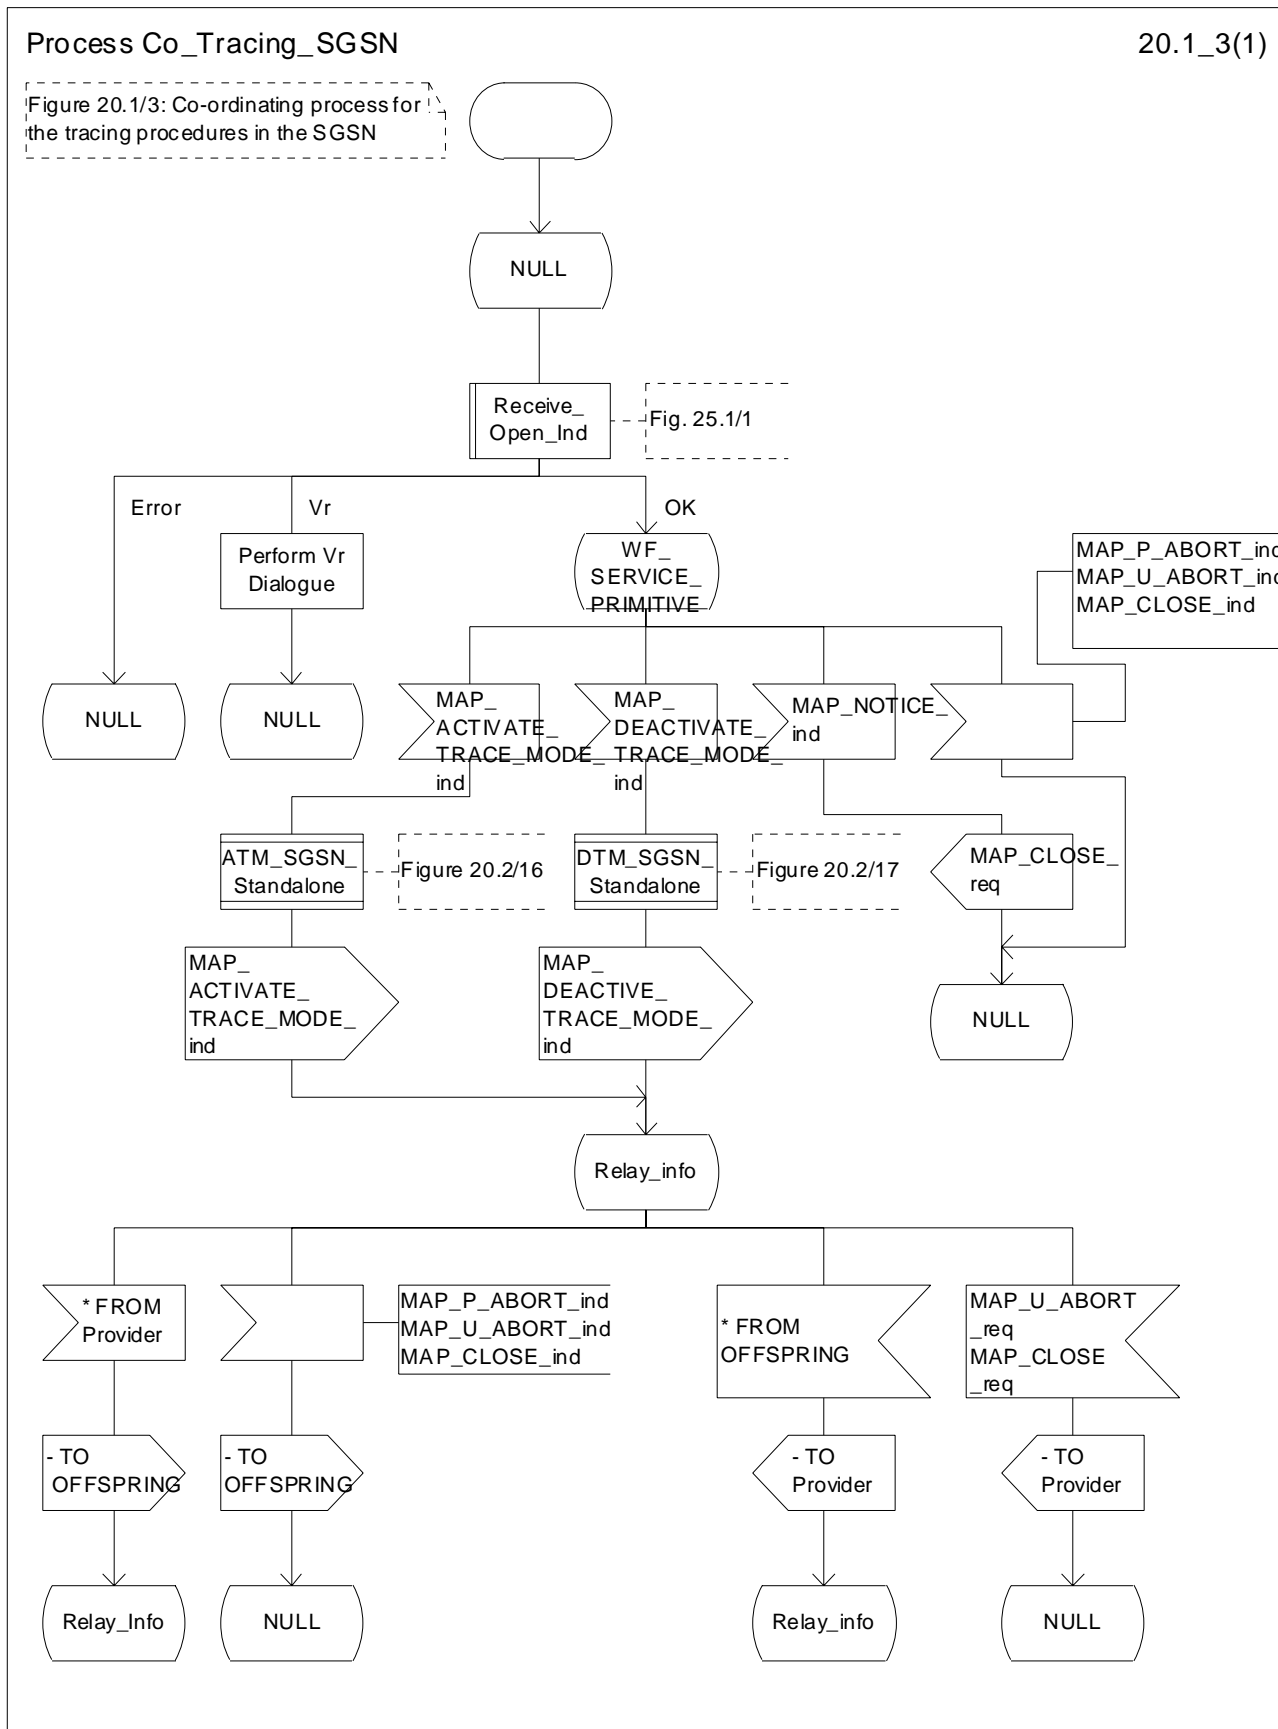 Process Co_Tracing_SGSN
20.1_3(1)
Figure 20.1/3: Co-ordinating process for
the tracing procedures in the SGSN
NULL
Receive_
Open_Ind
Fig. 25.1/1
Error
Vr
OK
Perform Vr
Dialogue
WF_
SERVICE_
PRIMITIVE
MAP_P_ABORT_ind
MAP_U_ABORT_ind
MAP_CLOSE_ind
NULL
NULL
MAP_
ACTIVATE_
TRACE_MODE_
ind
MAP_
DEACTIVATE_
TRACE_MODE_
ind
MAP_NOTICE_
ind
ATM_SGSN_
Standalone
Figure 20.2/16
DTM_SGSN_
Standalone
Figure 20.2/17
MAP_CLOSE_
req
MAP_
ACTIVATE_
TRACE_MODE_
ind
MAP_
DEACTIVE_
TRACE_MODE_
ind
NULL
Relay_info
* FROM
Provider
MAP_P_ABORT_ind
MAP_U_ABORT_ind
MAP_CLOSE_ind
* FROM
OFFSPRING
MAP_U_ABORT
_req
MAP_CLOSE
_req
- TO
OFFSPRING
- TO
OFFSPRING
- TO
Provider
- TO
Provider
Relay_Info
NULL
Relay_info
NULL